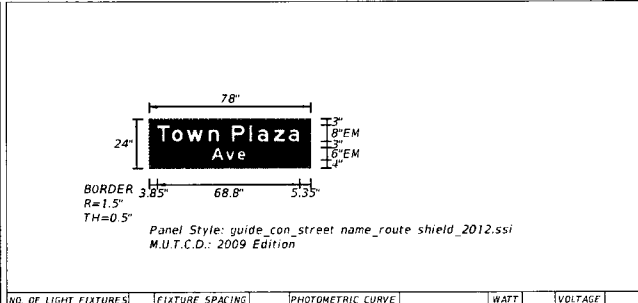 78"
24"
Town Plaza
Ave
3"
8"EM
3"
6"EM
4"
BORDER
R=1.5"
TH=0.5"
3.85" 68.8" 5.35"
Panel Style: guide_con_street name_route shield_2012.ssi
M.U.T.C.D.: 2009 Edition
NO. OF LIGHT FIXTURES FIXTURE SPACING PHOTOMETRIC CURVE WATT VOLTAGE